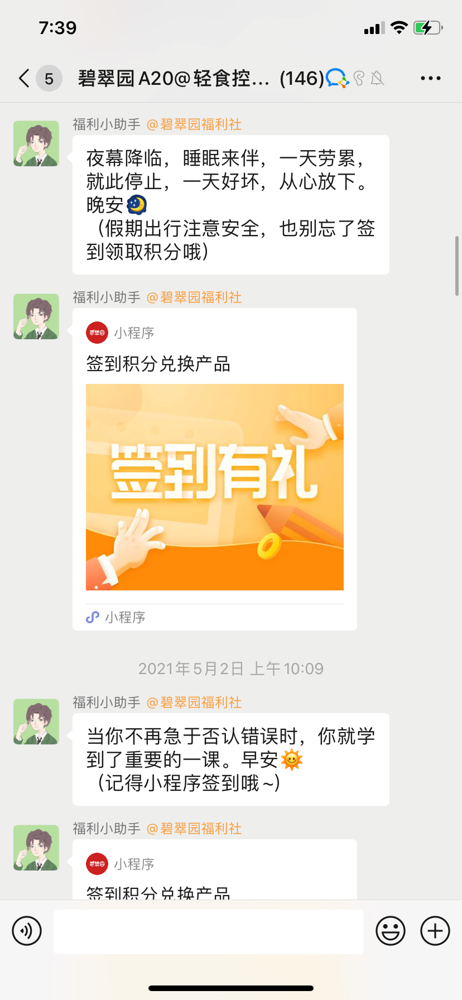 7:39
5
碧翠园A20@轻食控... (146)
福利小助手 @碧翠园福利社
夜幕降临，睡眠来伴，一天劳累，
就此停止，一天好坏，从心放下。
晚安🌙
（假期出行注意安全，也别忘了签
到领取积分哦）
福利小助手 @碧翠园福利社
碧翠园 小程序
签到积分兑换产品
签到有礼
小程序
2021年5月2日 上午10:09
福利小助手 @碧翠园福利社
当你不再急于否认错误时，你就学
到了重要的一课。早安🌞
（记得小程序签到哦~）
福利小助手 @碧翠园福利社
碧翠园 小程序
签到积分兑换产品